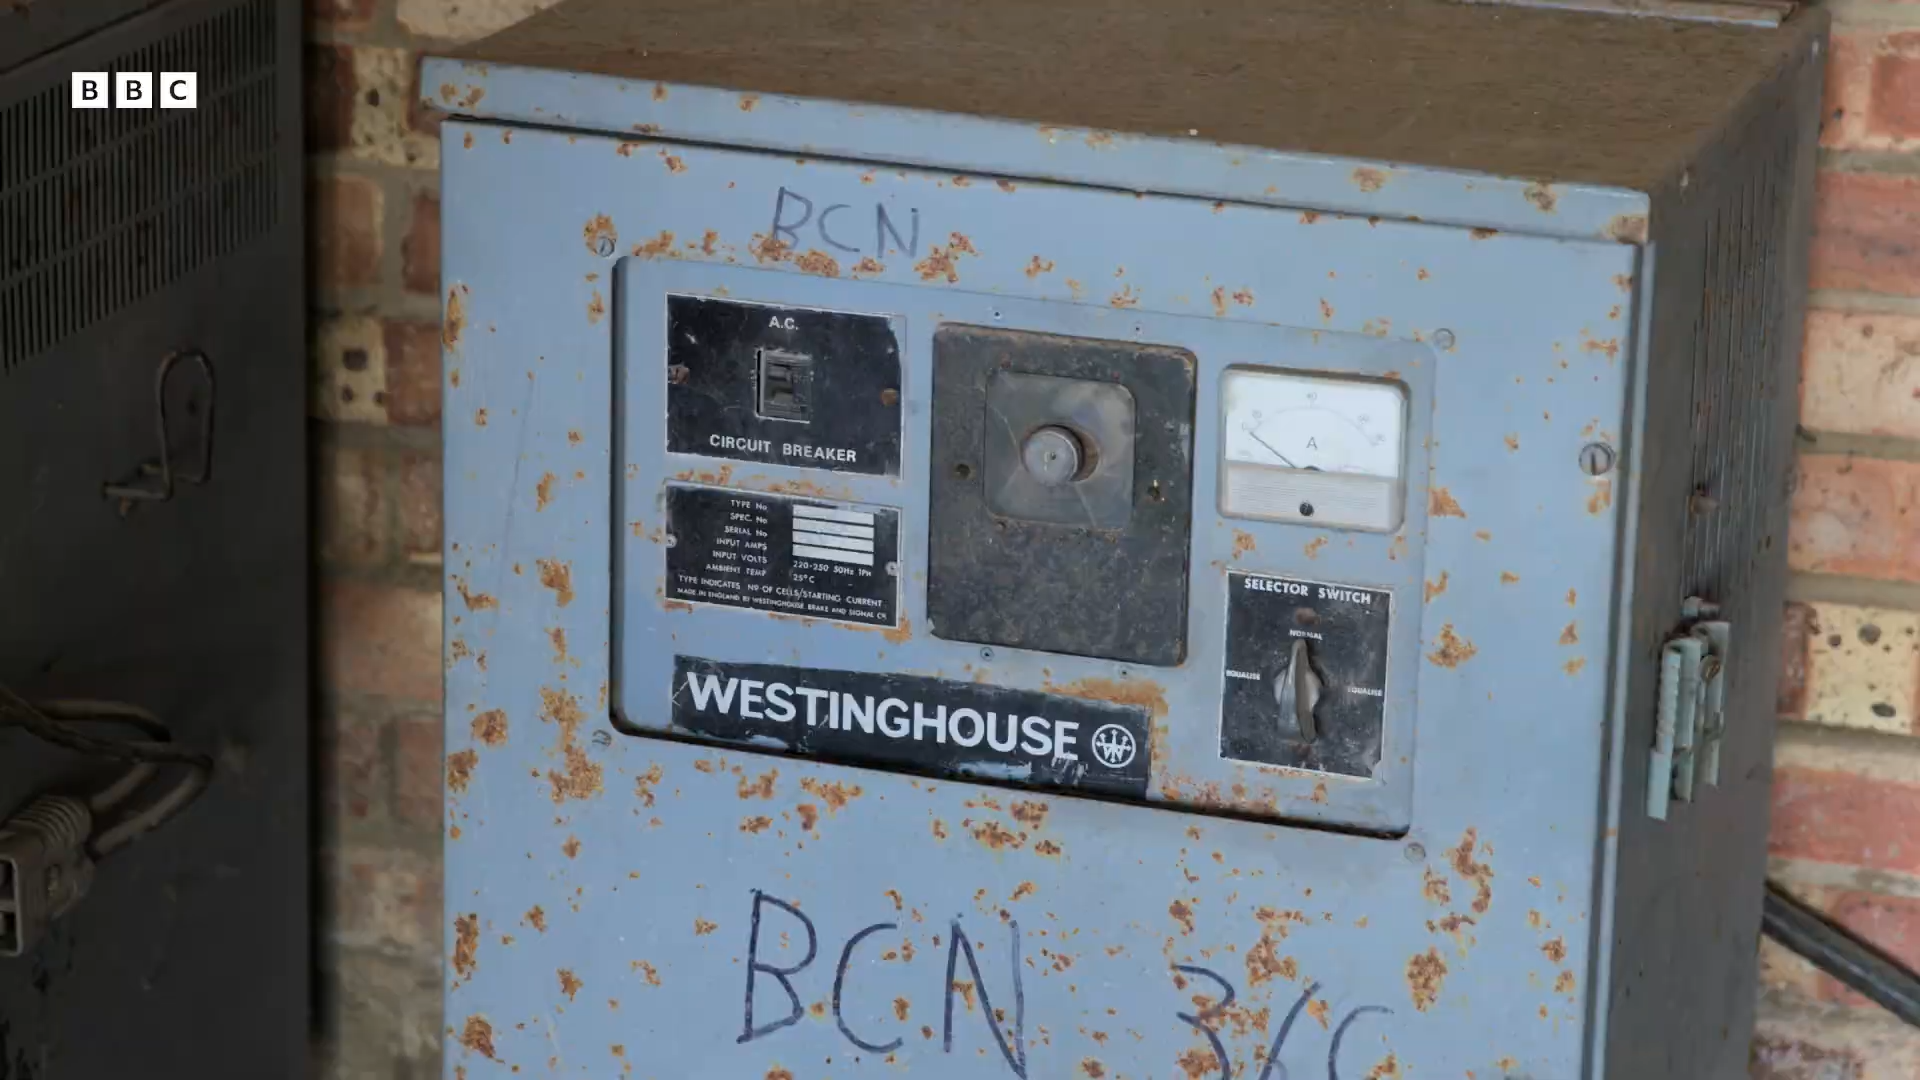 BBC
BCN
A.C.
CIRCUIT BREAKER
A
TYPE No
SPEC. No
SERIAL No
INPUT AMPS
INPUT VOLTS 220-250 50Hz 1PH
AMBIENT TEMP 25°C
TYPE INDICATES Nº OF CELLS/STARTING CURRENT
MADE IN ENGLAND BY WESTINGHOUSE BRAKE AND SIGNAL Cº
SELECTOR SWITCH
NORMAL
EQUALISE EQUALISE
WESTINGHOUSE
BCN